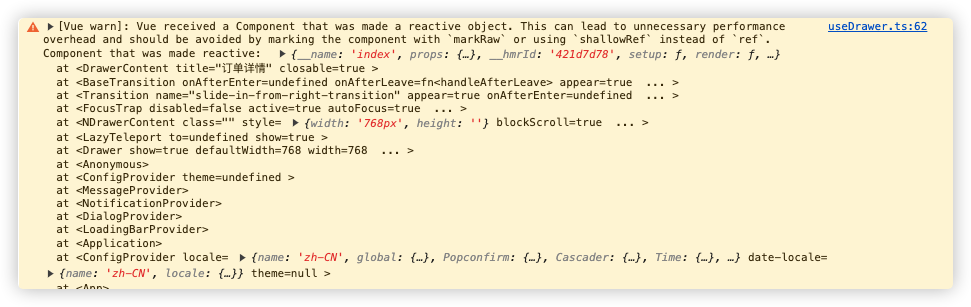 ▶[Vue warn]: Vue received a Component that was made a reactive object. This can lead to unnecessary performance useDrawer.ts:62
overhead and should be avoided by marking the component with `markRaw` or using `shallowRef` instead of `ref`.
Component that was made reactive: ▶{__name: 'index', props: {…}, __hmrId: '421d7d78', setup: ƒ, render: ƒ, …}
at <DrawerContent title="订单详情" closable=true >
at <BaseTransition onAfterEnter=undefined onAfterLeave=fn<handleAfterLeave> appear=true ... >
at <Transition name="slide-in-from-right-transition" appear=true onAfterEnter=undefined ... >
at <FocusTrap disabled=false active=true autoFocus=true ... >
at <NDrawerContent class="" style= ▶{width: '768px', height: ''} blockScroll=true ... >
at <LazyTeleport to=undefined show=true >
at <Drawer show=true defaultWidth=768 width=768 ... >
at <Anonymous>
at <ConfigProvider theme=undefined >
at <MessageProvider>
at <NotificationProvider>
at <DialogProvider>
at <LoadingBarProvider>
at <Application>
at <ConfigProvider locale= ▶{name: 'zh-CN', global: {…}, Popconfirm: {…}, Cascader: {…}, Time: {…}, …} date-locale=
▶{name: 'zh-CN', locale: {…}} theme=null >
at <App>